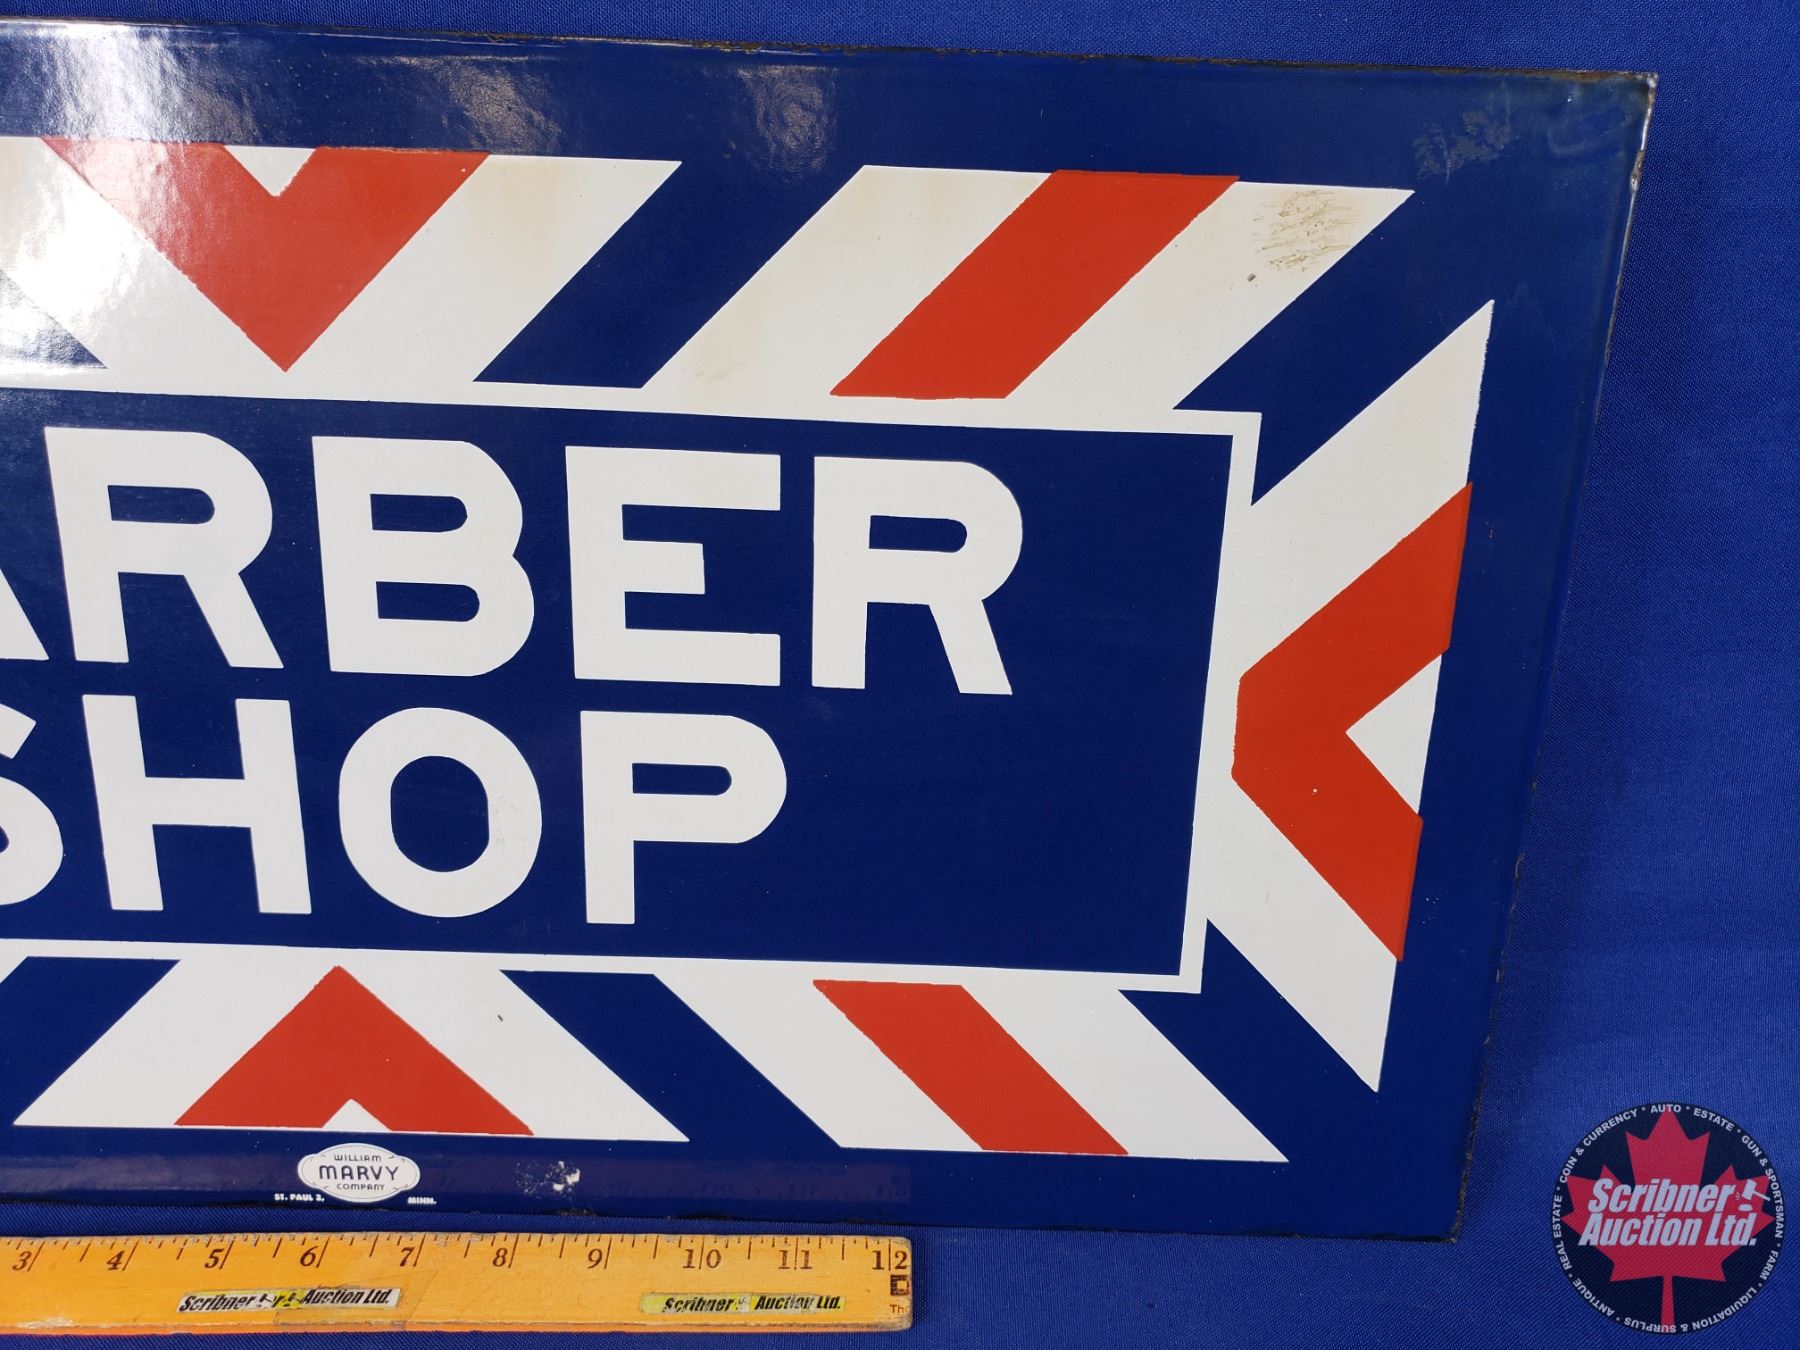 ARBER
SHOP
WILLIAM
MARVY
COMPANY
ST. PAUL 2, MINN.
3 4 5 6 7 8 9 10 11 12
Scribner Auction Ltd.
Scribner Auction Ltd.
Scribner
Auction Ltd.
ANTIQUE * REAL ESTATE * COIN & CURRENCY * AUTO * ESTATE * GUN & SPORTSMAN * FARM * LIQUIDATION & SURPLUS *